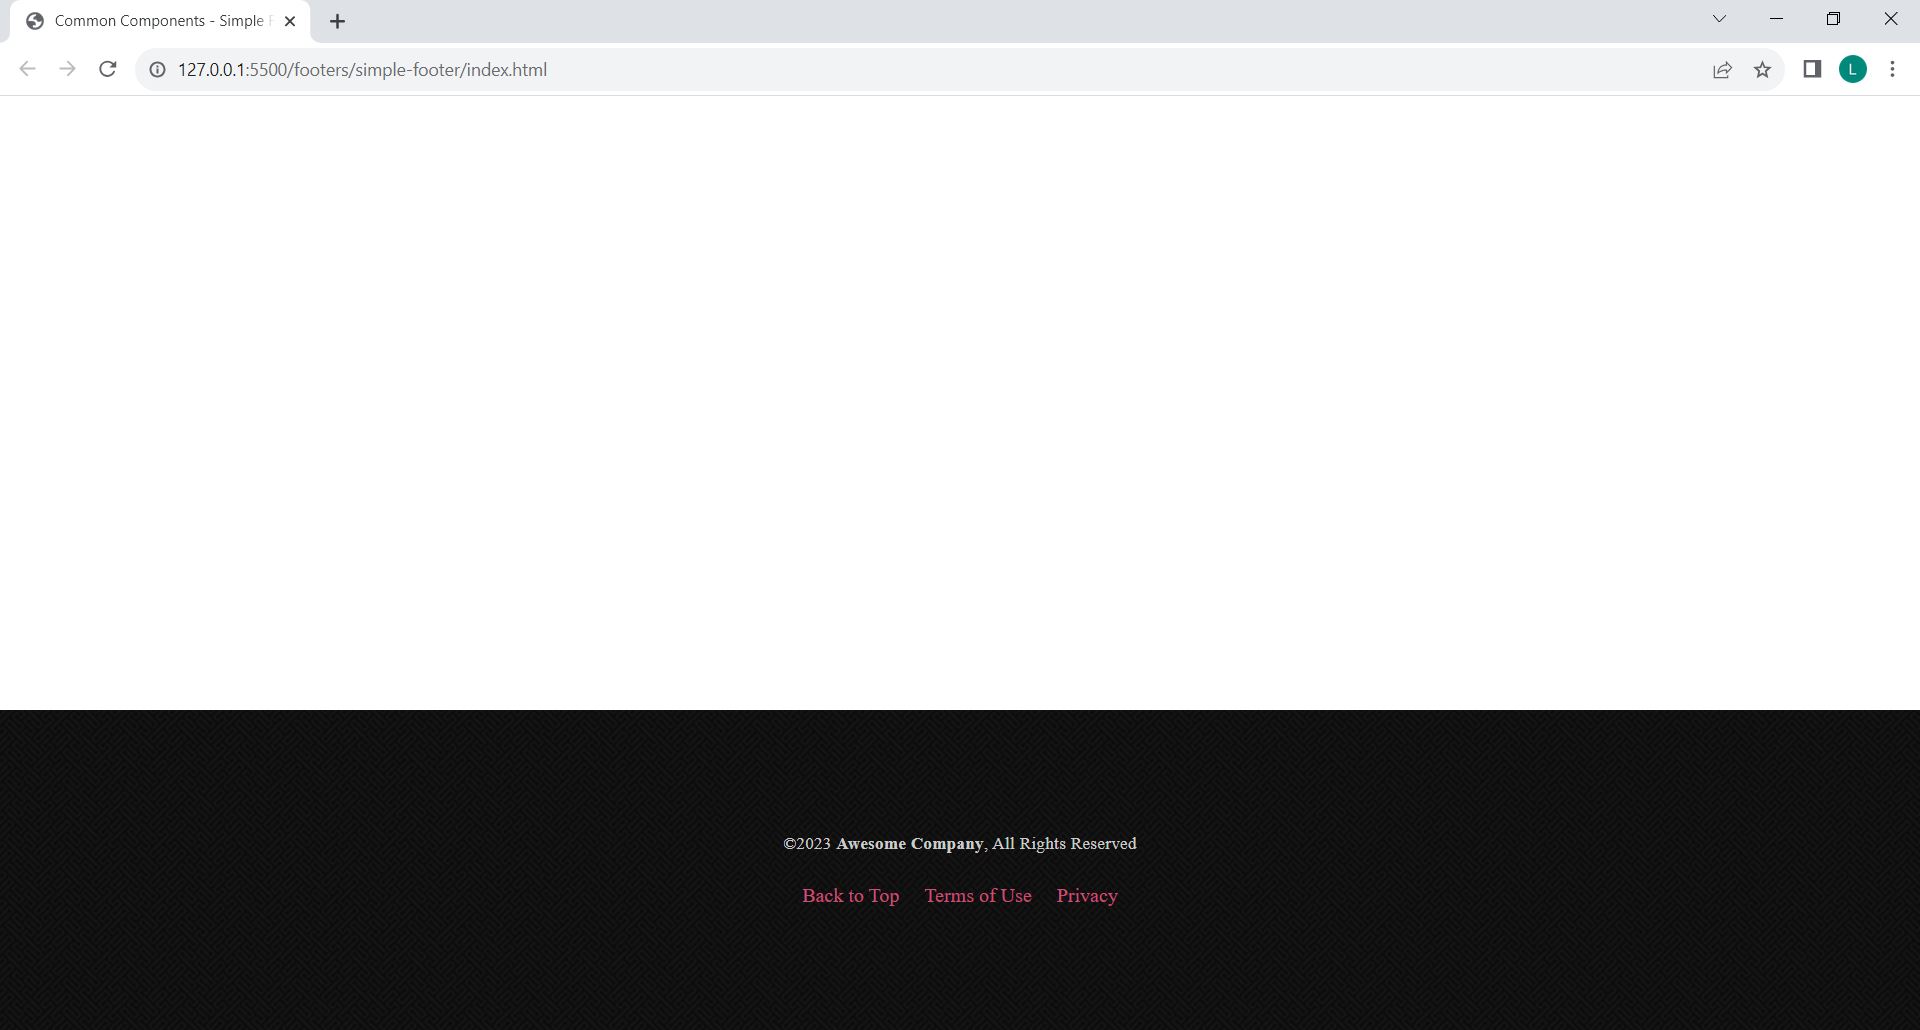 Common Components - Simple F
127.0.0.1:5500/footers/simple-footer/index.html
L
©2023 Awesome Company, All Rights Reserved
Back to Top Terms of Use Privacy